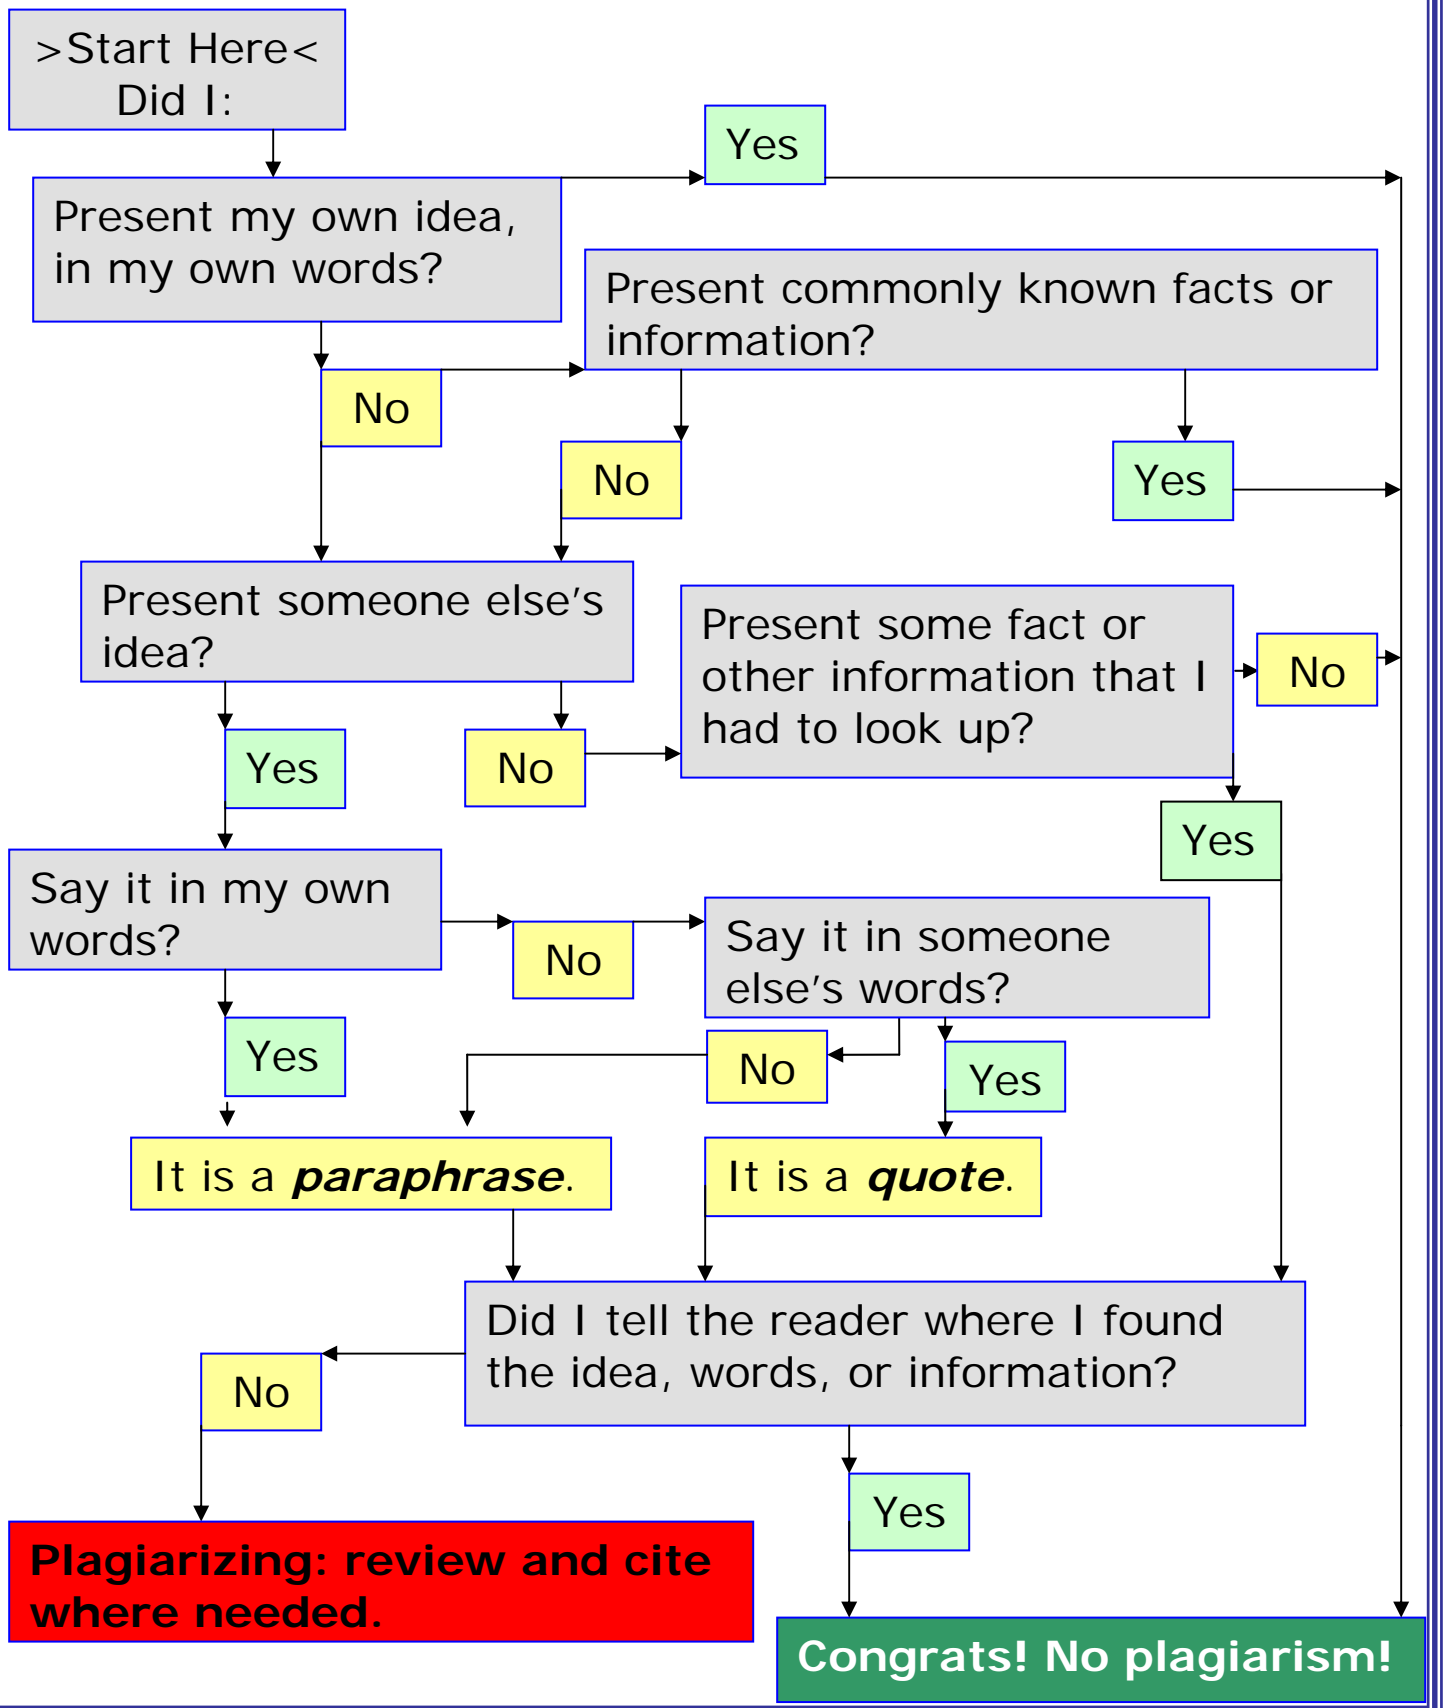 >Start Here<
Did I:
Yes
Present my own idea,
in my own words?
Present commonly known facts or
information?
No
No
Yes
Present someone else’s
idea?
Present some fact or
other information that I
had to look up?
No
Yes
No
Yes
Say it in my own
words?
No
Say it in someone
else’s words?
Yes
No
Yes
It is a paraphrase.
It is a quote.
Did I tell the reader where I found
the idea, words, or information?
No
Yes
Plagiarizing: review and cite
where needed.
Congrats! No plagiarism!